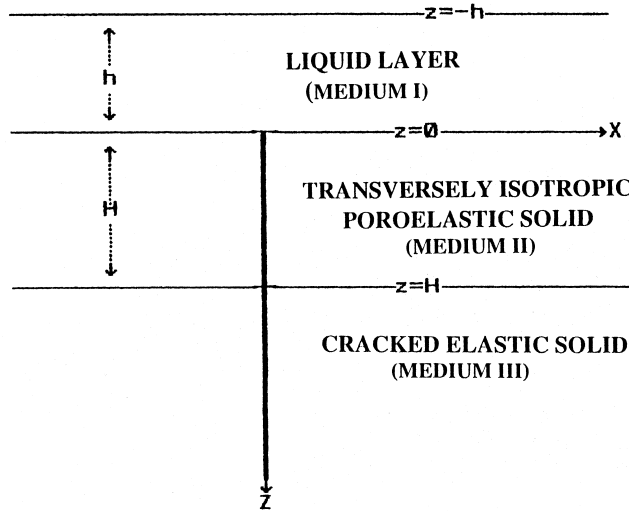 z=-h
h
LIQUID LAYER
(MEDIUM I)
z=0
X
H
TRANSVERSELY ISOTROPIC
POROELASTIC SOLID
(MEDIUM II)
z=H
CRACKED ELASTIC SOLID
(MEDIUM III)
Z